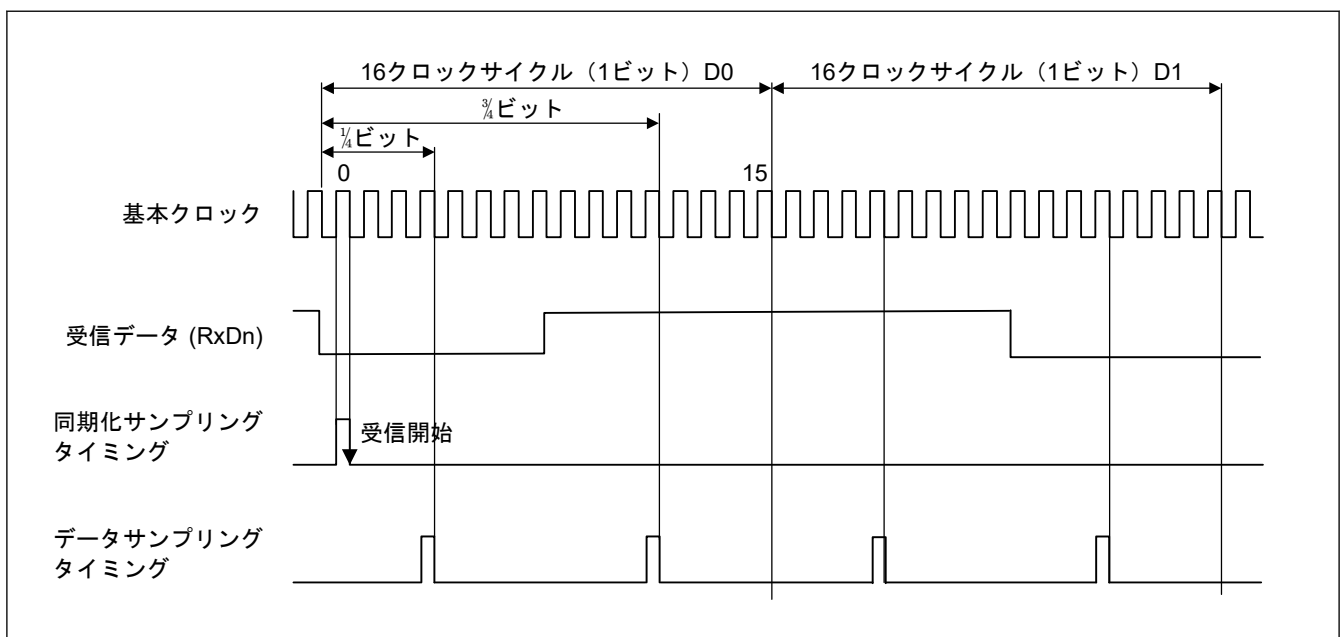 16クロックサイクル（1ビット）D0
16クロックサイクル（1ビット）D1
¾ビット
¼ビット
0
15
基本クロック
受信データ (RxDn)
同期化サンプリング
タイミング
受信開始
データサンプリング
タイミング